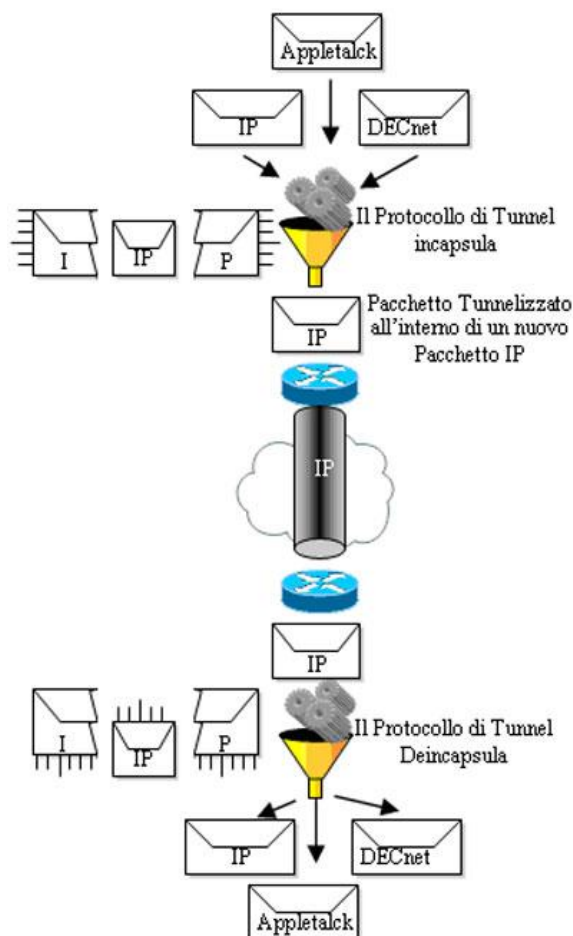 Appletalck
IP
DECnet
Il Protocollo di Tunnel
incapsula
I
IP
P
Pacchetto Tunnelizzato
all'interno di un nuovo
Pacchetto IP
IP
IP
IP
Il Protocollo di Tunnel
Deincapsula
I
IP
P
IP
DECnet
Appletalck